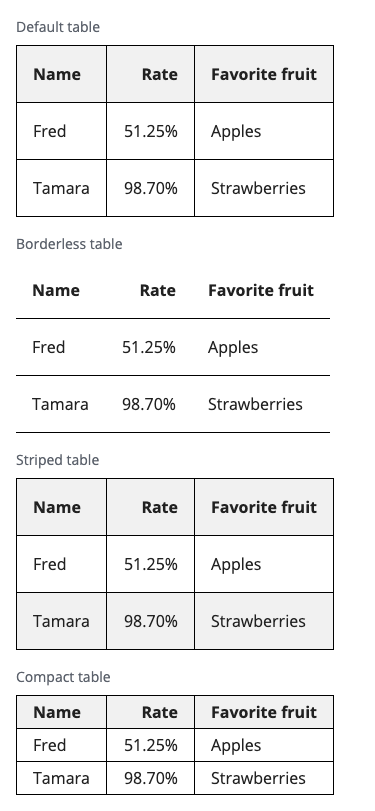 Default table
Name Rate Favorite fruit
Fred 51.25% Apples
Tamara 98.70% Strawberries
Borderless table
Name Rate Favorite fruit
Fred 51.25% Apples
Tamara 98.70% Strawberries
Striped table
Name Rate Favorite fruit
Fred 51.25% Apples
Tamara 98.70% Strawberries
Compact table
Name Rate Favorite fruit
Fred 51.25% Apples
Tamara 98.70% Strawberries